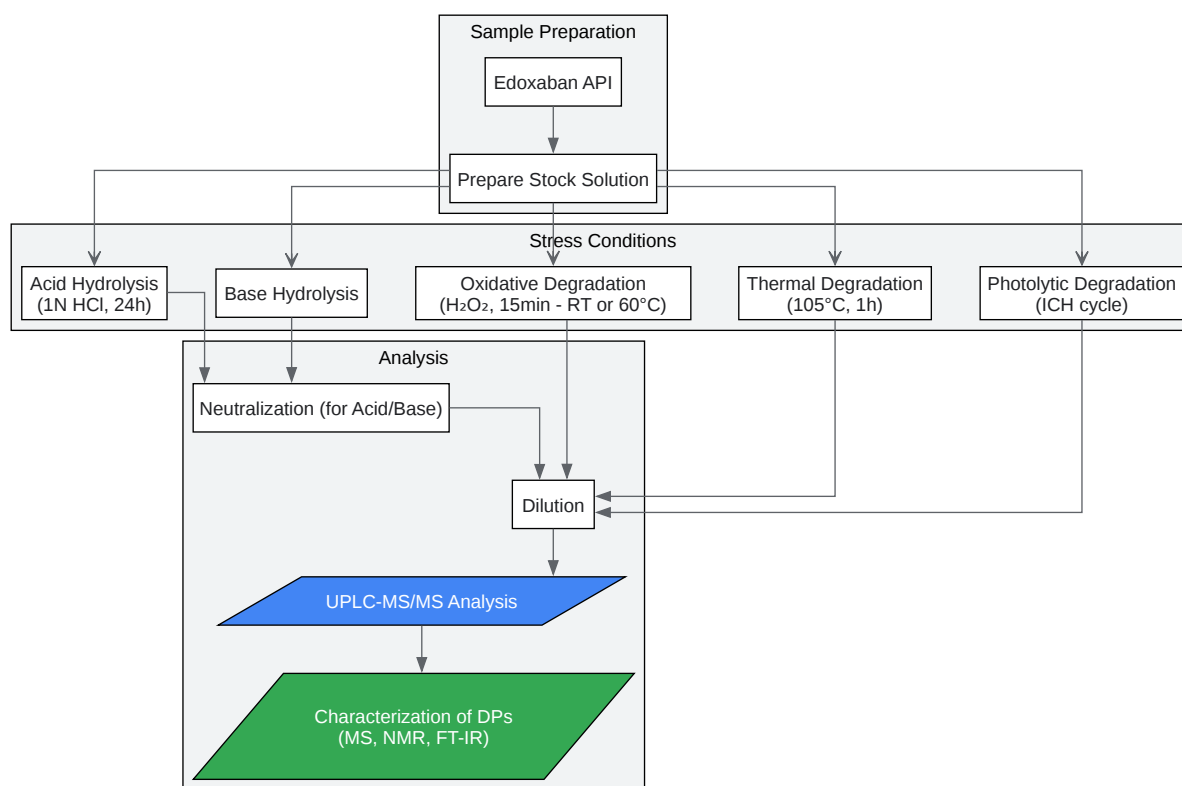 Sample Preparation
Edoxaban API
Prepare Stock Solution
Stress Conditions
Acid Hydrolysis
(1N HCl, 24h)
Base Hydrolysis
Oxidative Degradation
(H₂O₂, 15min - RT or 60°C)
Thermal Degradation
(105°C, 1h)
Photolytic Degradation
(ICH cycle)
Analysis
Neutralization (for Acid/Base)
Dilution
UPLC-MS/MS Analysis
Characterization of DPs
(MS, NMR, FT-IR)